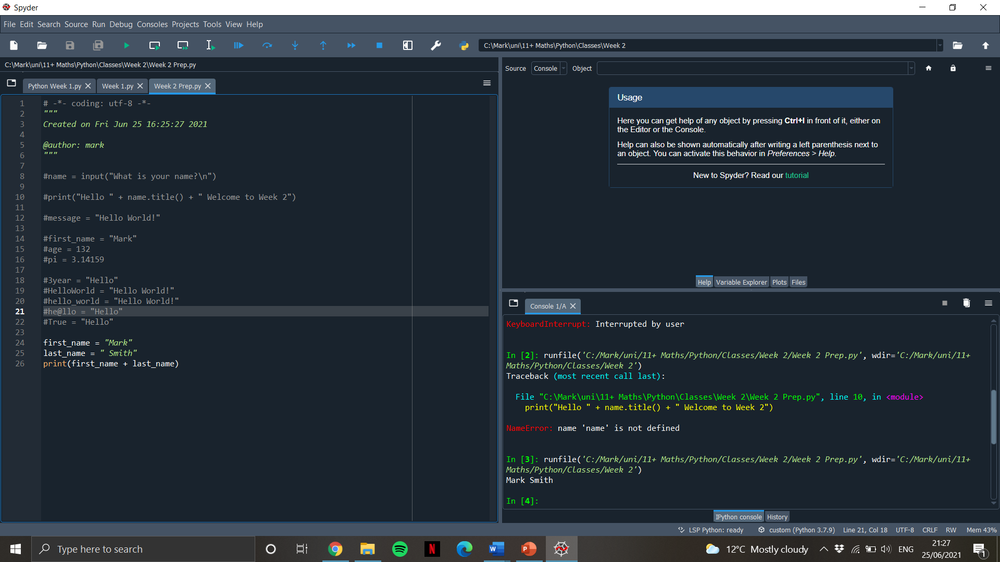 Spyder
File Edit Search Source Run Debug Consoles Projects Tools View Help
C:\Mark\uni\11+ Maths\Python\Classes\Week 2
C:\Mark\uni\11+ Maths\Python\Classes\Week 2\Week 2 Prep.py
Python Week 1.py
Week 1.py
Week 2 Prep.py
1 # -*- coding: utf-8 -*-
2 """
3 Created on Fri Jun 25 16:25:27 2021
4
5 @author: mark
6 """
7
8 #name = input("What is your name?\n")
9
10 #print("Hello " + name.title() + " Welcome to Week 2")
11
12 #message = "Hello World!"
13
14 #first_name = "Mark"
15 #age = 132
16 #pi = 3.14159
17
18 #3year = "Hello"
19 #HelloWorld = "Hello World!"
20 #hello_world = "Hello World!"
21 #he@llo = "Hello"
22 #True = "Hello"
23
24 first_name = "Mark"
25 last_name = " Smith"
26 print(first_name + last_name)
Source Console Object
Usage
Here you can get help of any object by pressing Ctrl+I in front of it, either on
the Editor or the Console.
Help can also be shown automatically after writing a left parenthesis next to
an object. You can activate this behavior in Preferences > Help.
New to Spyder? Read our tutorial
Help Variable Explorer Plots Files
Console 1/A
KeyboardInterrupt: Interrupted by user
In [2]: runfile('C:/Mark/uni/11+ Maths/Python/Classes/Week 2/Week 2 Prep.py', wdir='C:/Mark/uni/11+
Maths/Python/Classes/Week 2')
Traceback (most recent call last):
File "C:\Mark\uni\11+ Maths\Python\Classes\Week 2\Week 2 Prep.py", line 10, in <module>
print("Hello " + name.title() + " Welcome to Week 2")
NameError: name 'name' is not defined
In [3]: runfile('C:/Mark/uni/11+ Maths/Python/Classes/Week 2/Week 2 Prep.py', wdir='C:/Mark/uni/11+
Maths/Python/Classes/Week 2')
Mark Smith
In [4]:
IPython console History
LSP Python: ready custom (Python 3.7.9) Line 21, Col 18 UTF-8 CRLF RW Mem 43%
Type here to search
N
W
P
12°C Mostly cloudy
ENG
21:27
25/06/2021
1